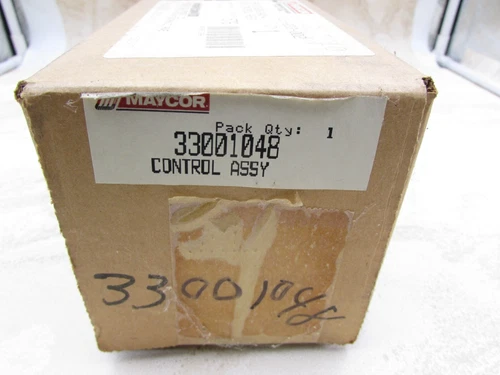 MAYCOR
Pack Qty: 1
33001048
CONTROL ASSY
33001048